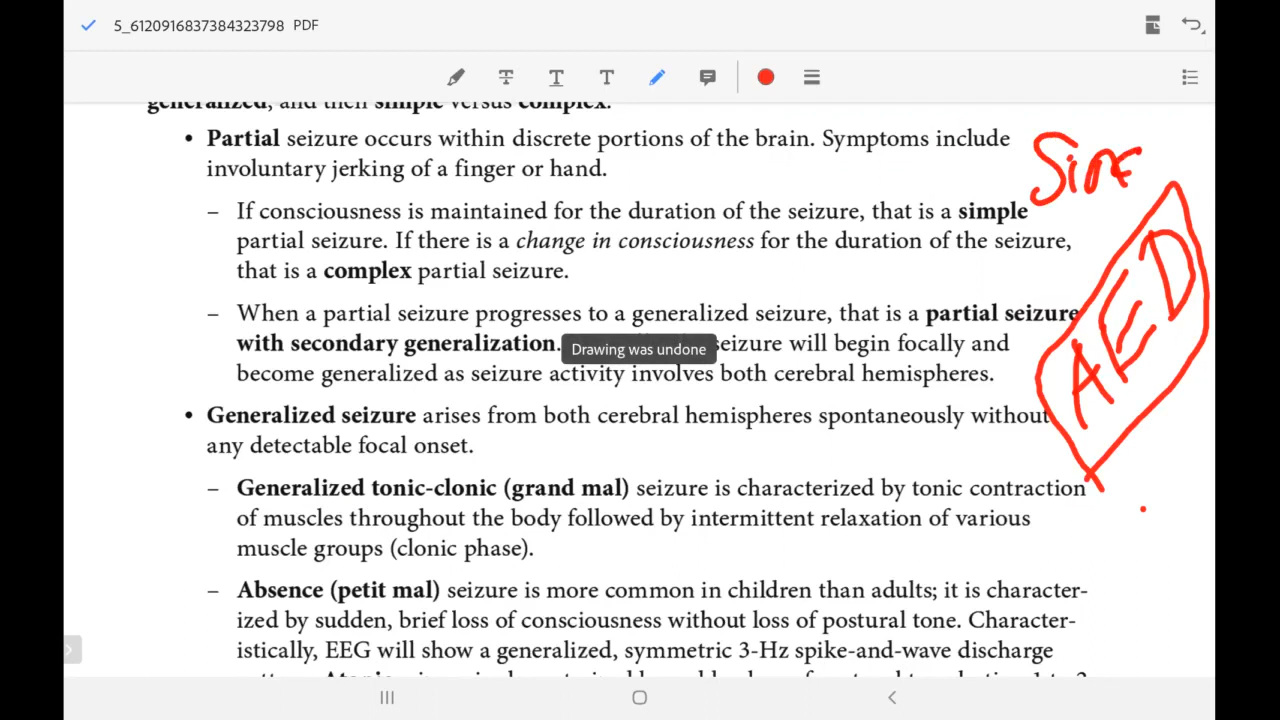 5_6120916837384323798 PDF
generalized, and then simple versus complex.
• Partial seizure occurs within discrete portions of the brain. Symptoms include
involuntary jerking of a finger or hand.
– If consciousness is maintained for the duration of the seizure, that is a simple
partial seizure. If there is a change in consciousness for the duration of the seizure,
that is a complex partial seizure.
– When a partial seizure progresses to a generalized seizure, that is a partial seizure
with secondary generalization. seizure will begin focally and
Drawing was undone
become generalized as seizure activity involves both cerebral hemispheres.
• Generalized seizure arises from both cerebral hemispheres spontaneously without
any detectable focal onset.
– Generalized tonic-clonic (grand mal) seizure is characterized by tonic contraction
of muscles throughout the body followed by intermittent relaxation of various
muscle groups (clonic phase).
– Absence (petit mal) seizure is more common in children than adults; it is character-
ized by sudden, brief loss of consciousness without loss of postural tone. Character-
istically, EEG will show a generalized, symmetric 3-Hz spike-and-wave discharge
AED